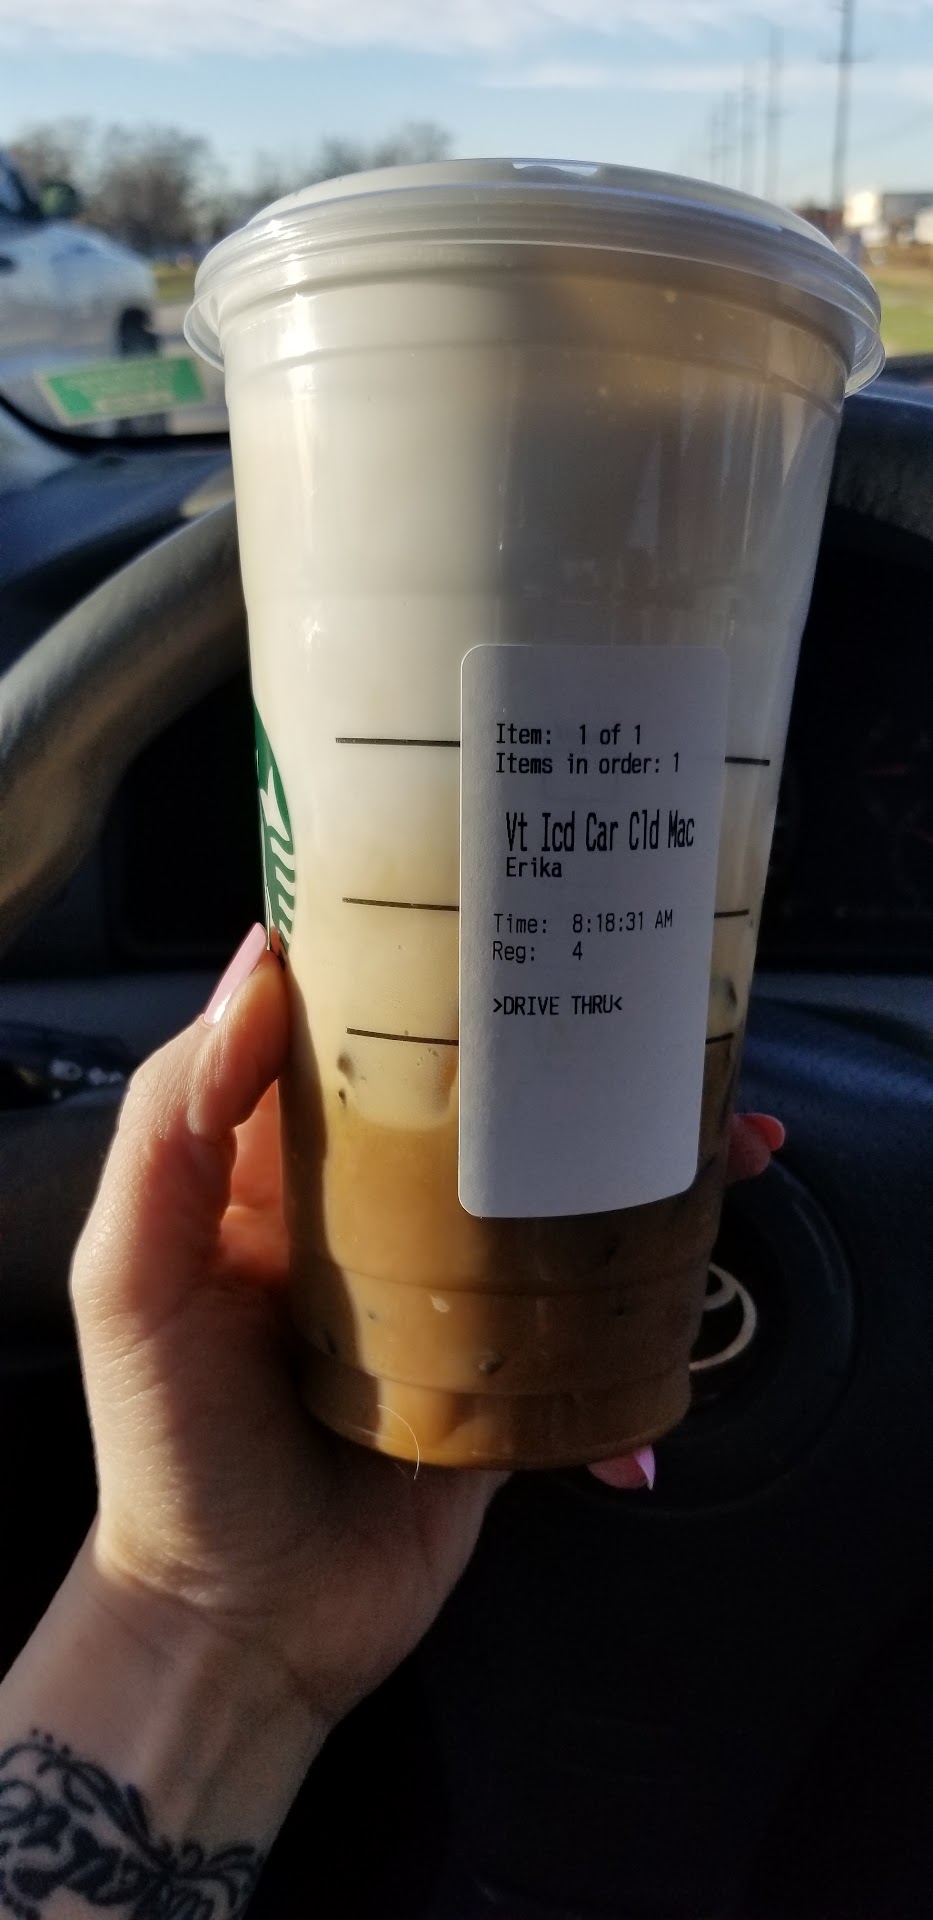 Item: 1 of 1
Items in order: 1
Vt Icd Car Cld Mac
Erika
Time: 8:18:31 AM
Reg: 4
>DRIVE THRU<